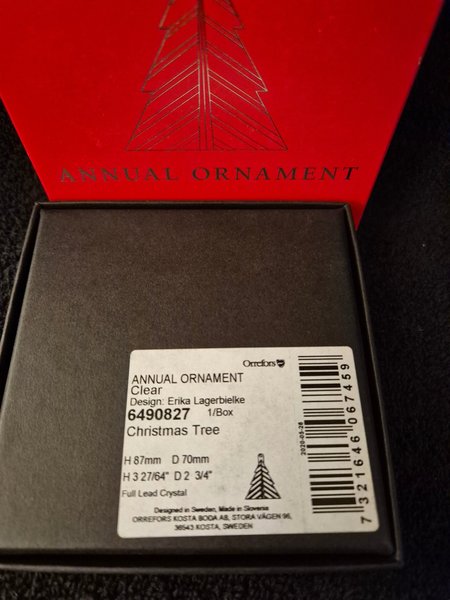 ANNUAL ORNAMENT
Orrefors
ANNUAL ORNAMENT
Clear
Design: Erika Lagerbielke
6490827 1/Box
Christmas Tree
H 87mm D 70mm
H 3 27/64" D 2 3/4"
Full Lead Crystal
Designed in Sweden, Made in Slovenia
ORREFORS KOSTA BODA AB, STORA VÄGEN 96,
36543 KOSTA, SWEDEN
2020-05-26
7 321646 067459